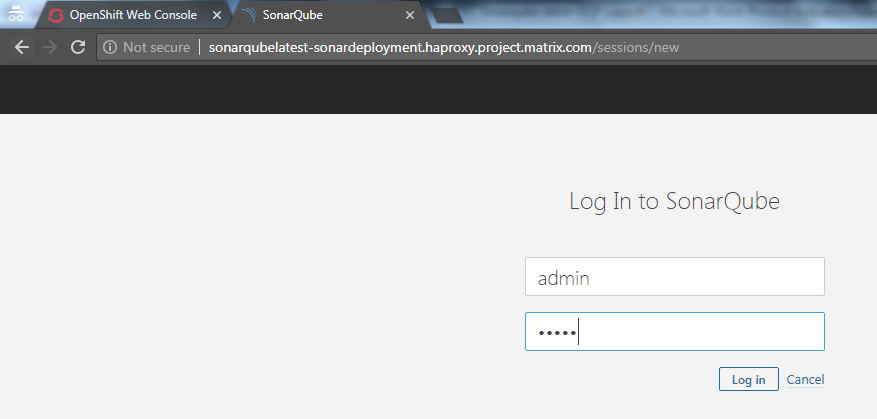 OpenShift Web Console
SonarQube
Not secure
sonarqubelatest-sonardeployment.haproxy.project.matrix.com/sessions/new
Log In to SonarQube
admin
•••••
Log in
Cancel